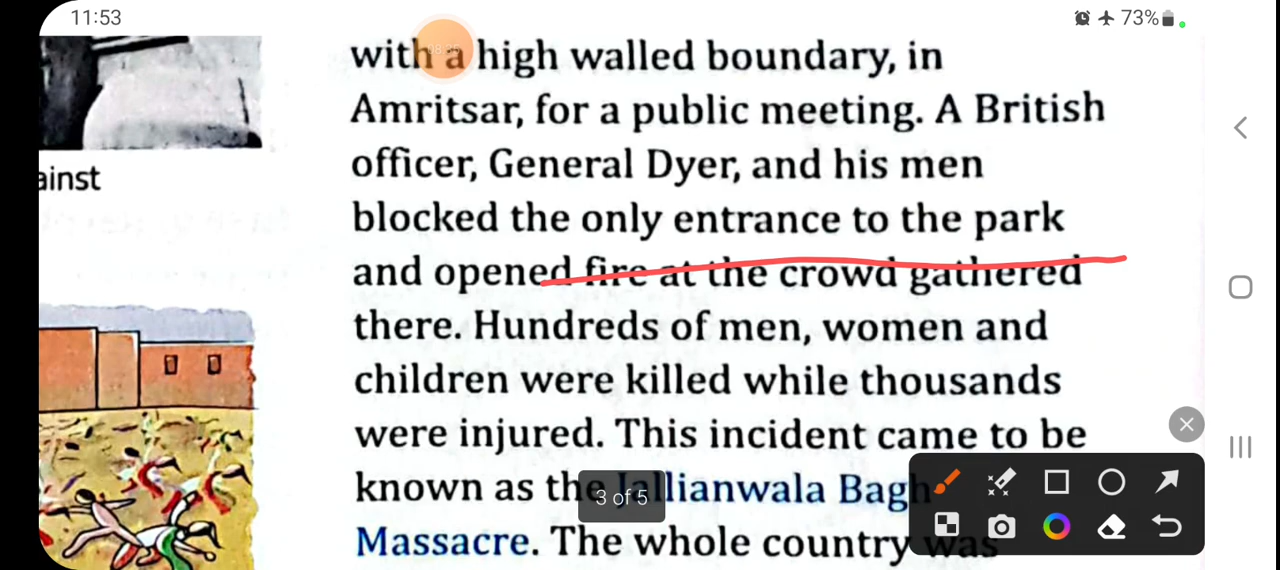 11:53
73%
with a high walled boundary, in
Amritsar, for a public meeting. A British
officer, General Dyer, and his men
ainst
blocked the only entrance to the park
and opened fire at the crowd gathered
there. Hundreds of men, women and
children were killed while thousands
were injured. This incident came to be
known as the Jallianwala Bagh
3 of 5
Massacre. The whole country was